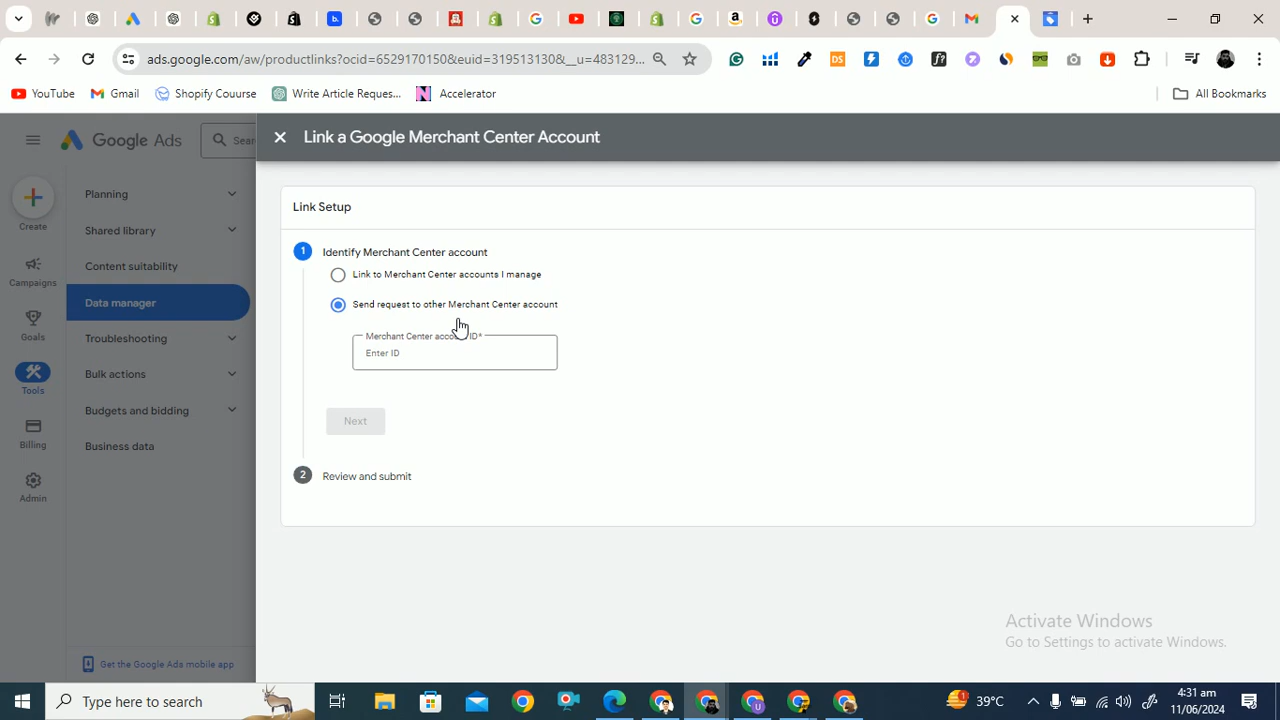 ads.google.com/aw/productlinks?ocid=6529170150&euid=319551130&__u=483129...
YouTube
Gmail
Shopify Cuourse
Write Article Reques...
Accelerator
All Bookmarks
Google Ads
Sear
Link a Google Merchant Center Account
Create
Campaigns
Goals
Tools
Billing
Admin
Planning
Shared library
Content suitability
Data manager
Troubleshooting
Bulk actions
Budgets and bidding
Business data
Get the Google Ads mobile app
Link Setup
1 Identify Merchant Center account
Link to Merchant Center accounts I manage
Send request to other Merchant Center account
Merchant Center account ID*
Enter ID
Next
2 Review and submit
Activate Windows
Go to Settings to activate Windows.
Type here to search
39°C
4:31 am
11/06/2024